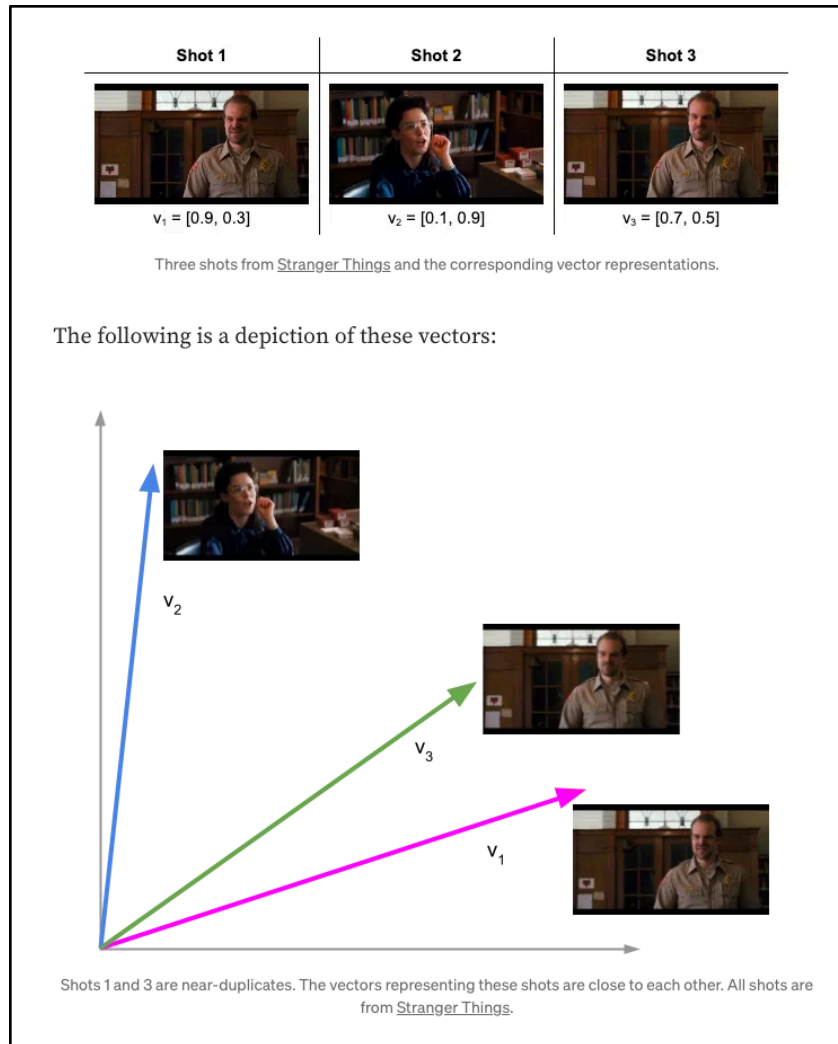 Shot 1 Shot 2 Shot 3
v₁ = [0.9, 0.3] v₂ = [0.1, 0.9] v₃ = [0.7, 0.5]
Three shots from Stranger Things and the corresponding vector representations.
The following is a depiction of these vectors:
v₂
v₃
v₁
Shots 1 and 3 are near-duplicates. The vectors representing these shots are close to each other. All shots are
from Stranger Things.